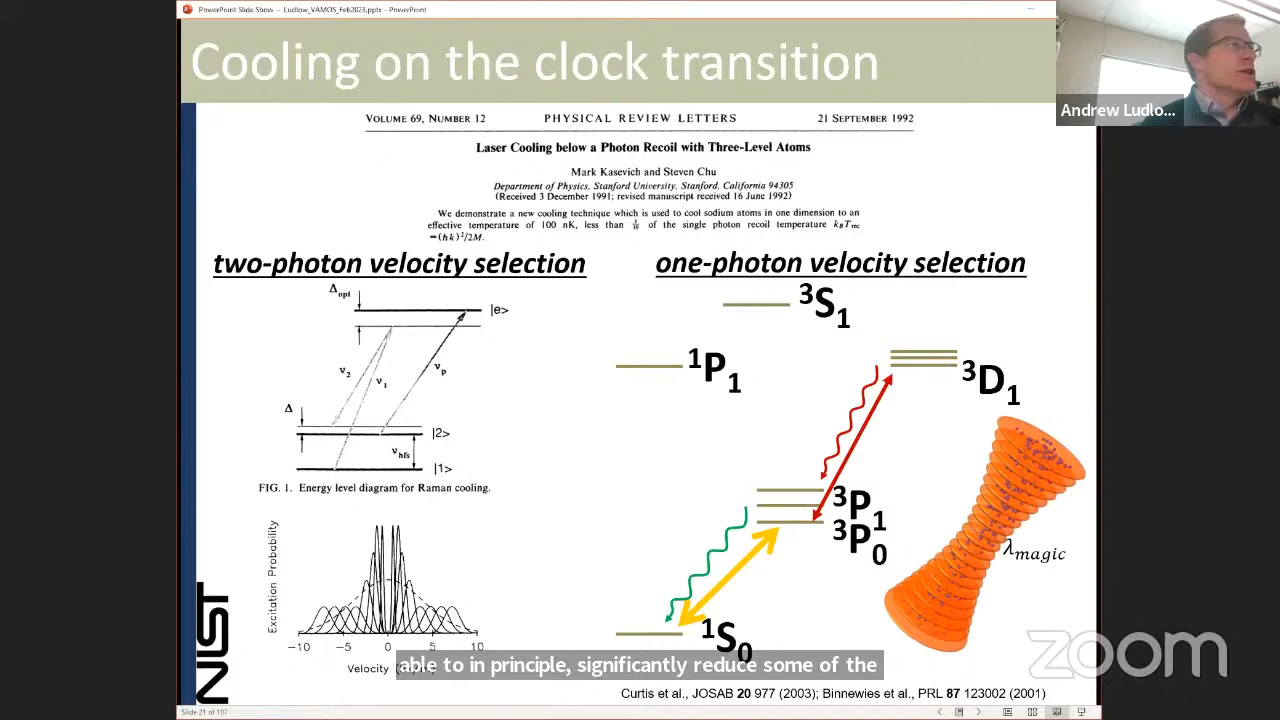 PowerPoint Slide Show - Ludlow_VAMOS_Feb2023.pptx - PowerPoint
Cooling on the clock transition
Andrew Ludlo...
VOLUME 69, NUMBER 12 PHYSICAL REVIEW LETTERS 21 SEPTEMBER 1992
Laser Cooling below a Photon Recoil with Three-Level Atoms
Mark Kasevich and Steven Chu
Department of Physics, Stanford University, Stanford, California 94305
(Received 3 December 1991; revised manuscript received 16 June 1992)
We demonstrate a new cooling technique which is used to cool sodium atoms in one dimension to an
effective temperature of 100 nK, less than 1/10 of the single photon recoil temperature k_BT_rec
=(ħk)²/2M.
two-photon velocity selection
one-photon velocity selection
Δopt
|e>
ν2
ν1
νp
Δ
|2>
νhfs
|1>
FIG. 1. Energy level diagram for Raman cooling.
Excitation Probability
−10 −5 0 5 10
Velocity
³S₁
¹P₁
³D₁
³P₁
³P₀
¹S₀
λmagic
NIST
zoom
able to in principle, significantly reduce some of the
Curtis et al., JOSAB 20 977 (2003); Binnewies et al., PRL 87 123002 (2001)
Slide 21 of 107